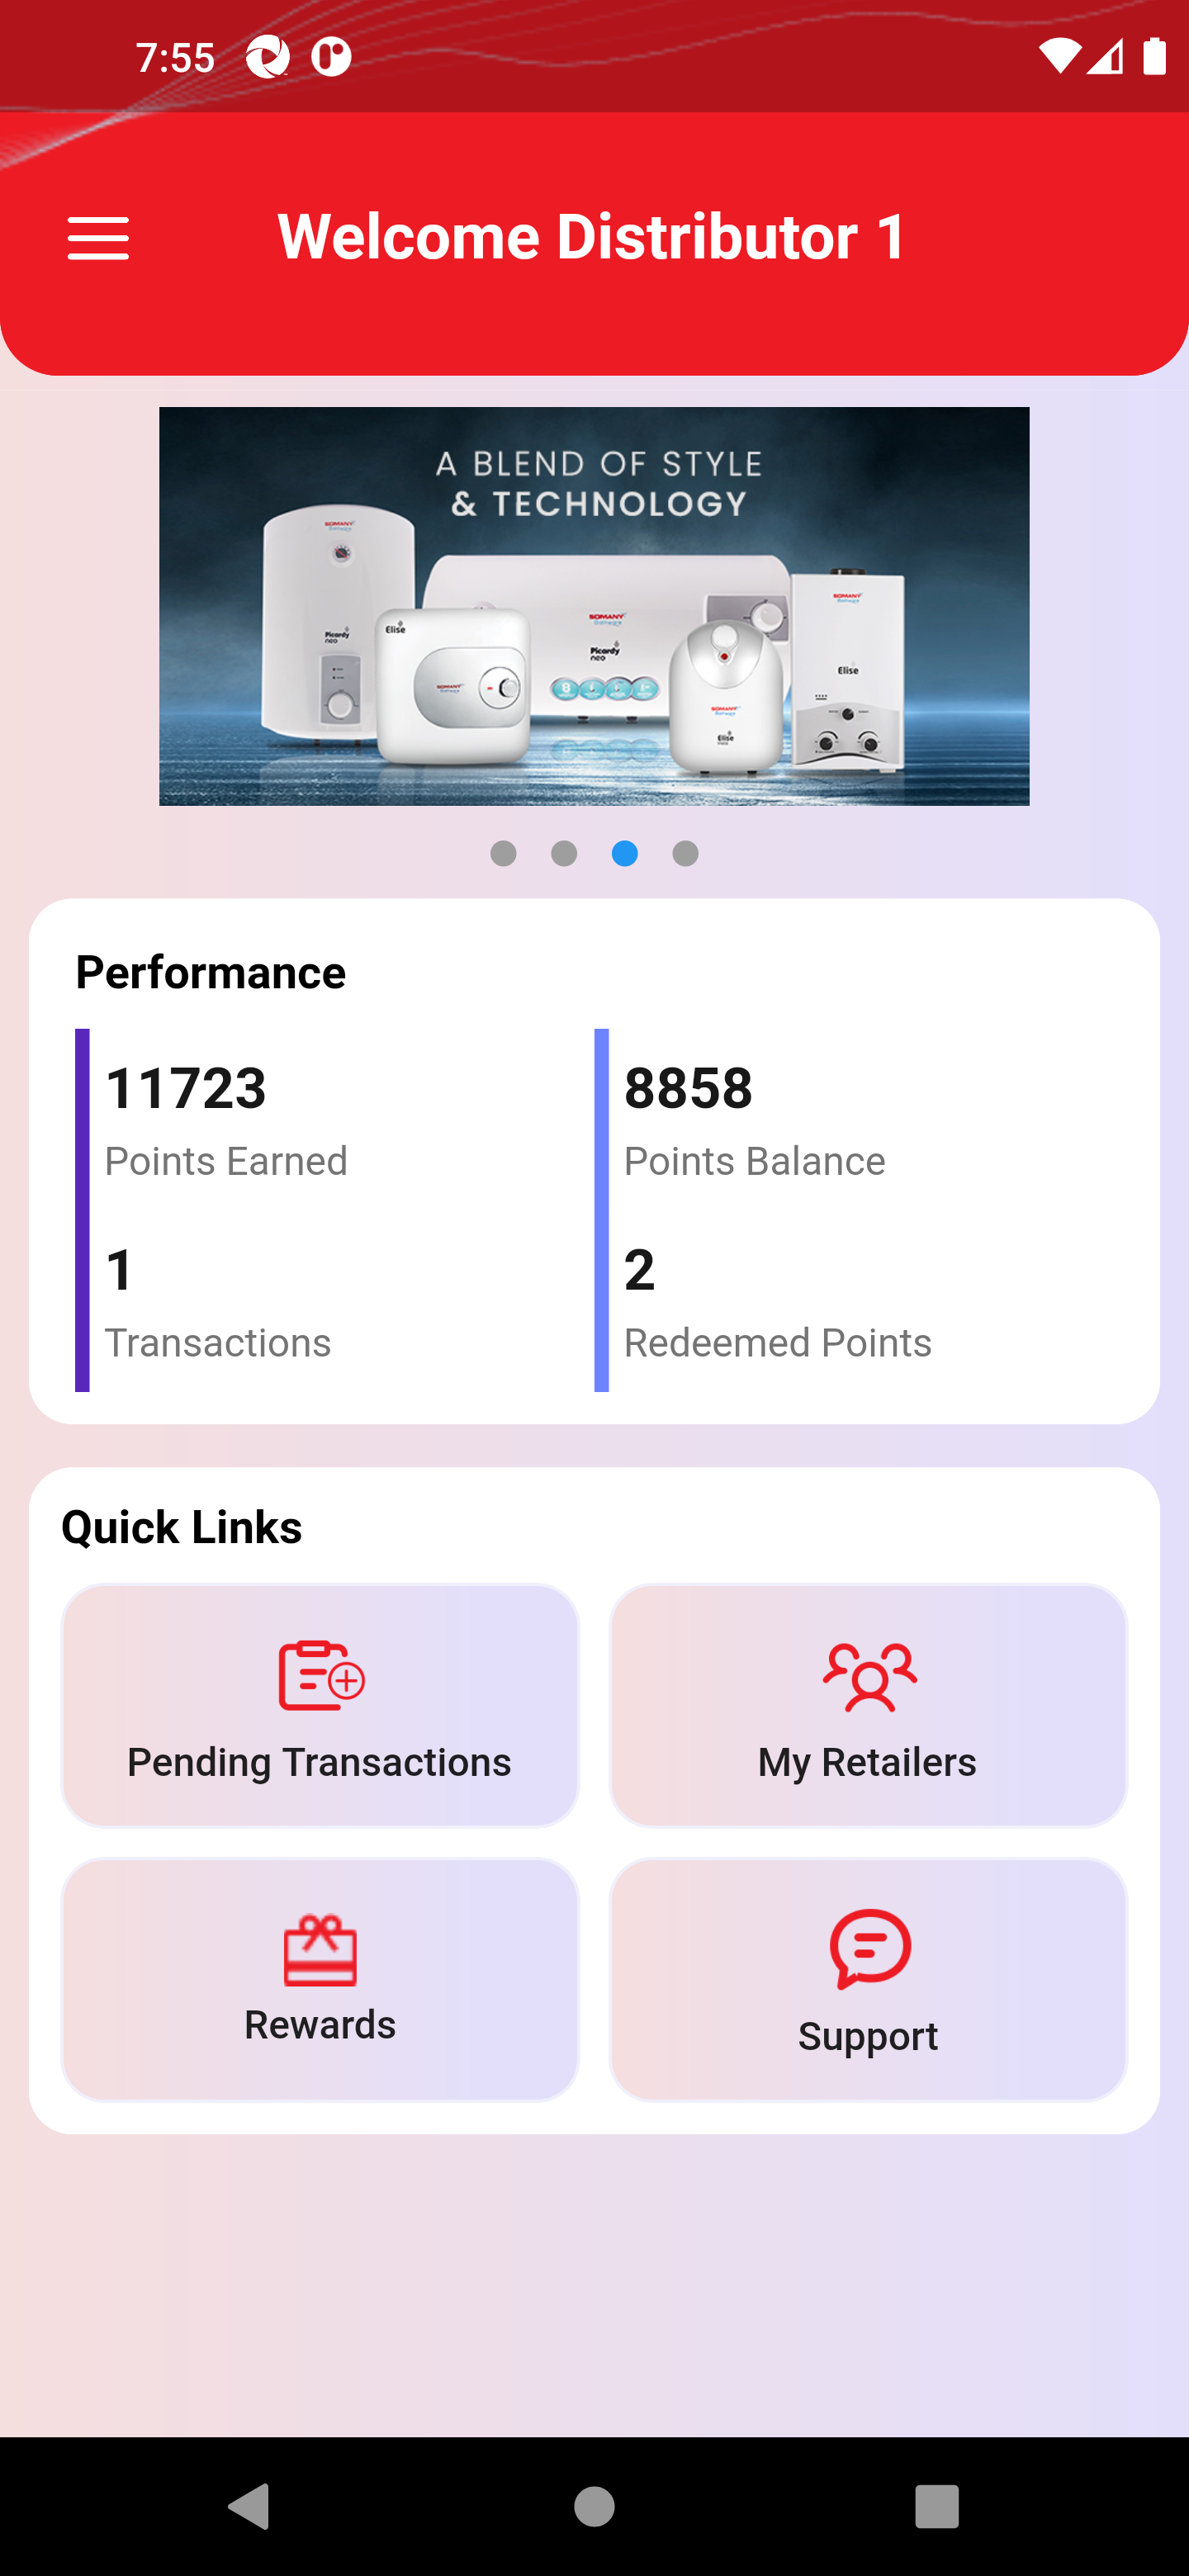 7:55
Welcome Distributor 1
A BLEND OF STYLE
& TECHNOLOGY
SOMANY
Picardy
neo
Elise
SOMANY
SOMANY
Picardy
neo
SOMANY
Elise
SOMANY
Elise
Performance
11723
8858
Points Earned
Points Balance
1
2
Transactions
Redeemed Points
Quick Links
Pending Transactions
My Retailers
Rewards
Support